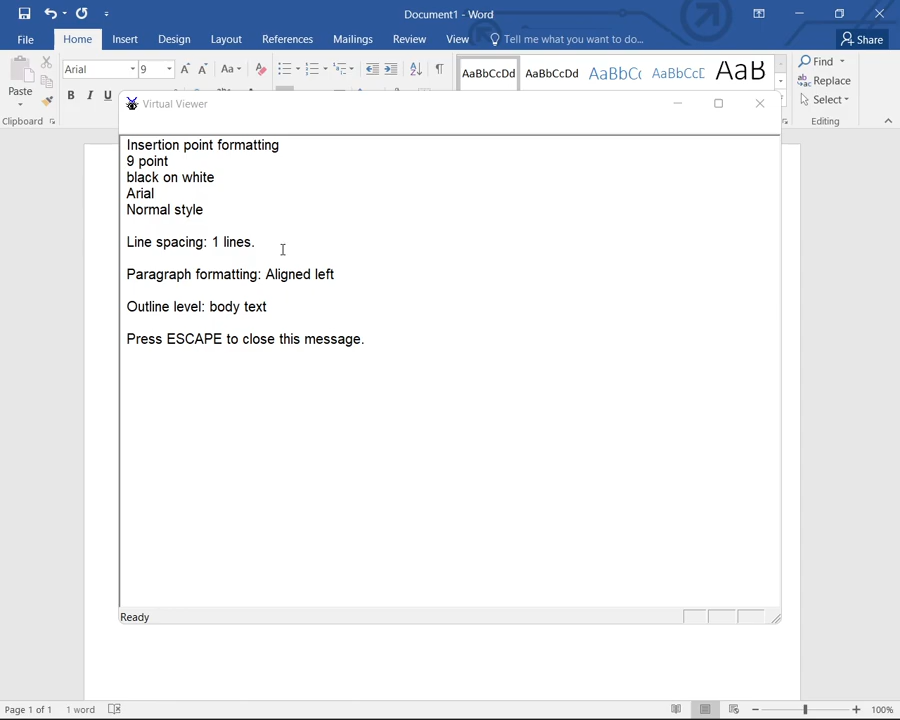 Document1 - Word
File Home Insert Design Layout References Mailings Review View Tell me what you want to do... Share
Paste
Clipboard
Arial 9
B I U
Aa
AaBbCcDd AaBbCcDd AaBbCc AaBbCcD AaB
Find
Replace
Select
Editing
Virtual Viewer
Insertion point formatting
9 point
black on white
Arial
Normal style
Line spacing: 1 lines.
Paragraph formatting: Aligned left
Outline level: body text
Press ESCAPE to close this message.
Ready
Page 1 of 1 1 word 100%